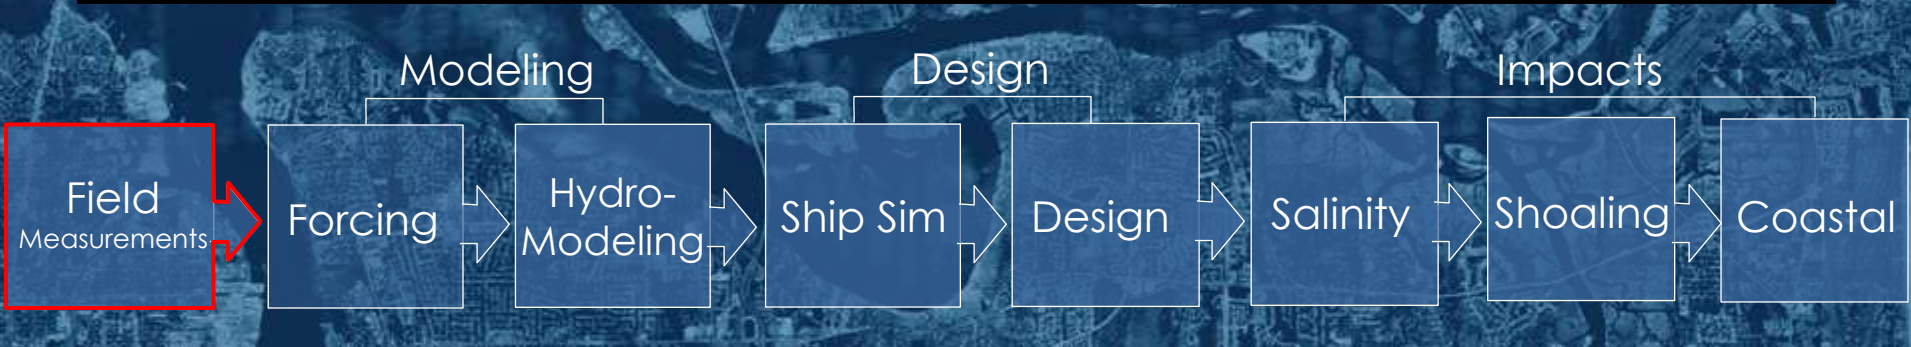 Modeling
Design
Impacts
Field
Measurements
Forcing
Hydro-
Modeling
Ship Sim
Design
Salinity
Shoaling
Coastal